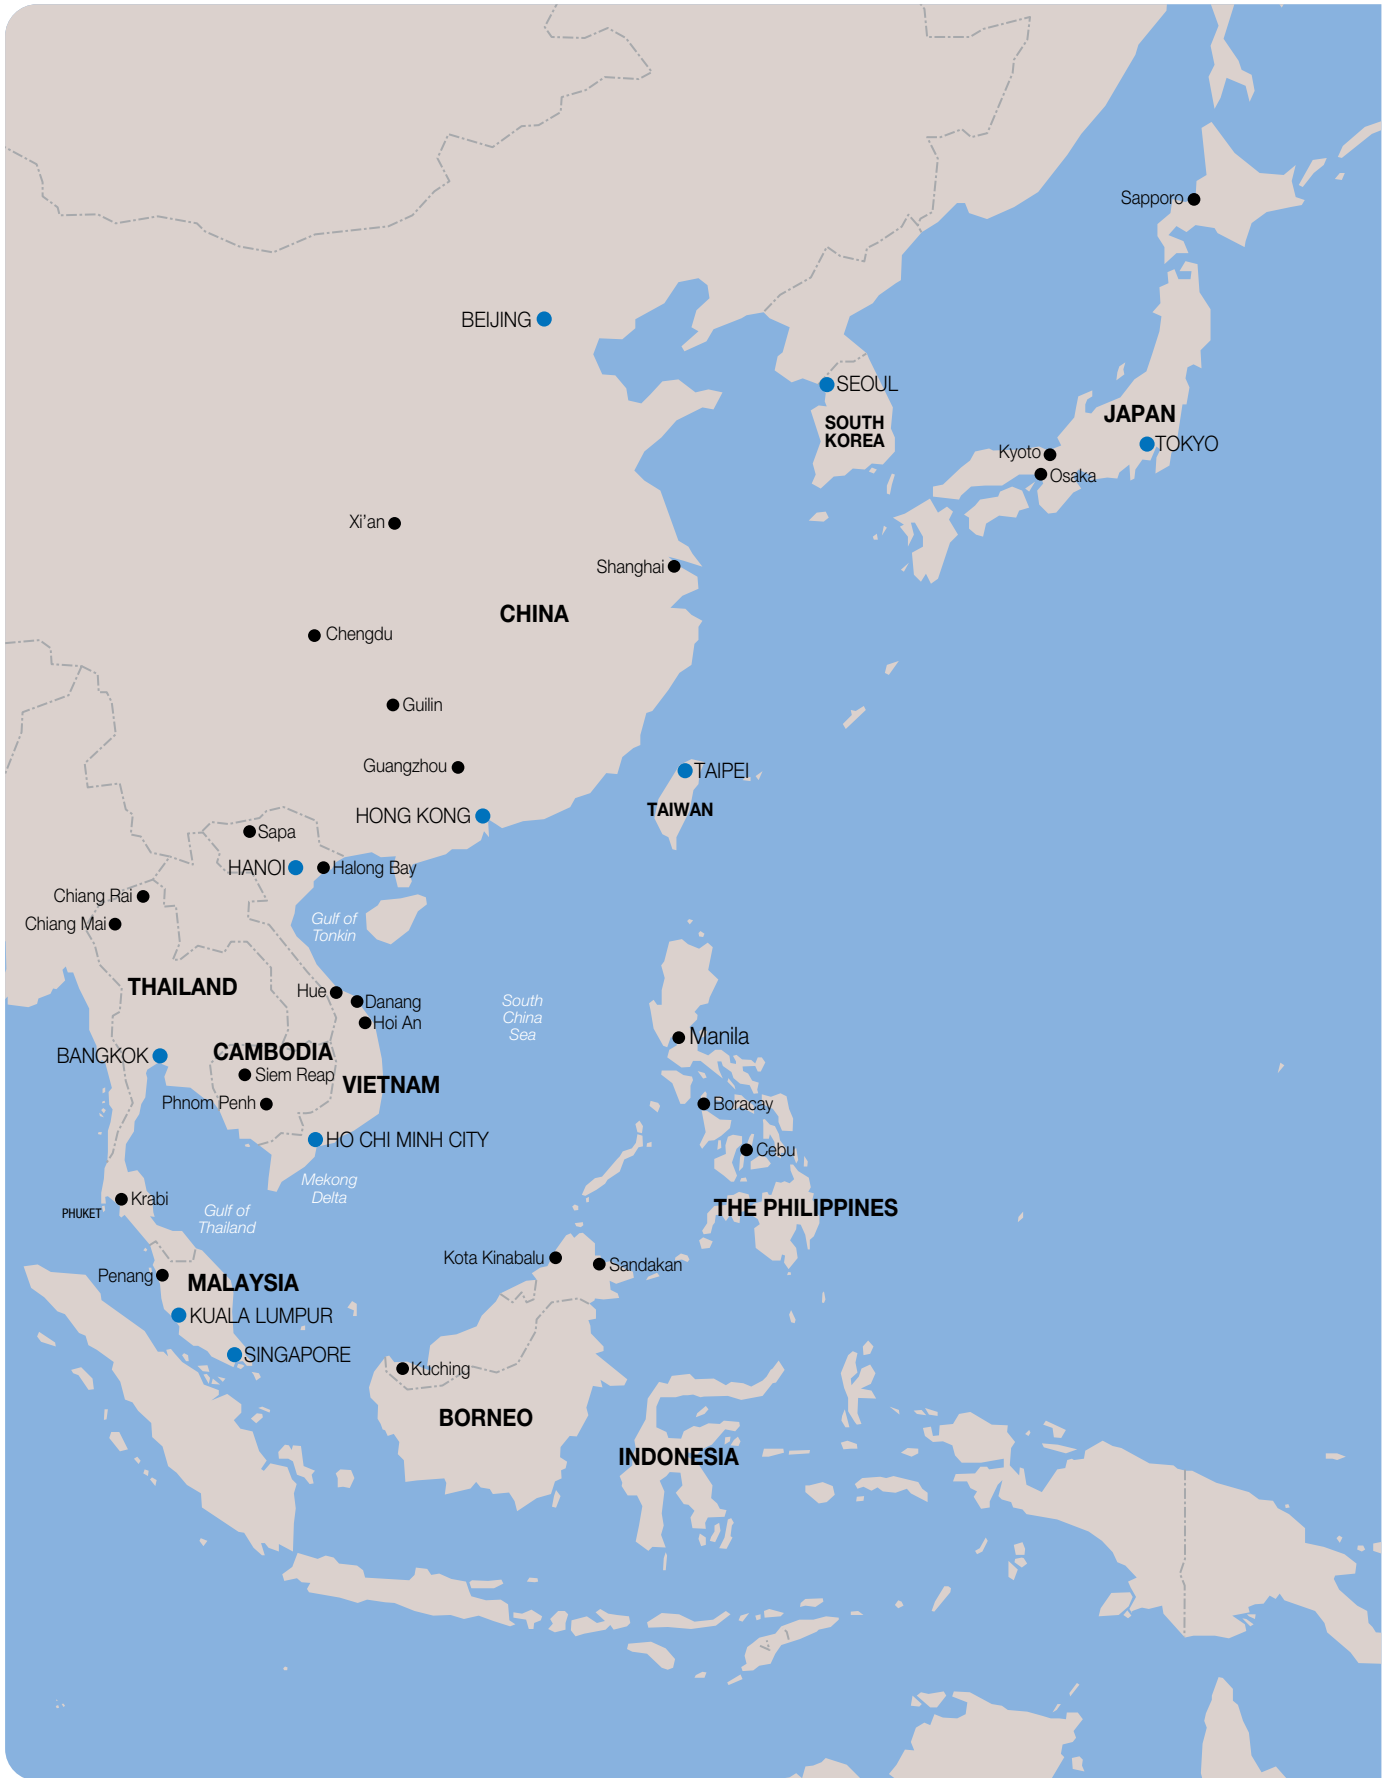 Sapporo
BEIJING
SEOUL
SOUTH
KOREA
JAPAN
TOKYO
Kyoto
Osaka
Xi'an
Shanghai
CHINA
Chengdu
Guilin
Guangzhou
TAIPEI
TAIWAN
HONG KONG
Sapa
HANOI
Halong Bay
Chiang Rai
Chiang Mai
Gulf of
Tonkin
THAILAND
Hue
Danang
Hoi An
South
China
Sea
Manila
BANGKOK
CAMBODIA
Siem Reap
VIETNAM
Phnom Penh
Boracay
HO CHI MINH CITY
Cebu
Mekong
Delta
Krabi
PHUKET
Gulf of
Thailand
THE PHILIPPINES
Kota Kinabalu
Sandakan
Penang
MALAYSIA
KUALA LUMPUR
SINGAPORE
Kuching
BORNEO
INDONESIA